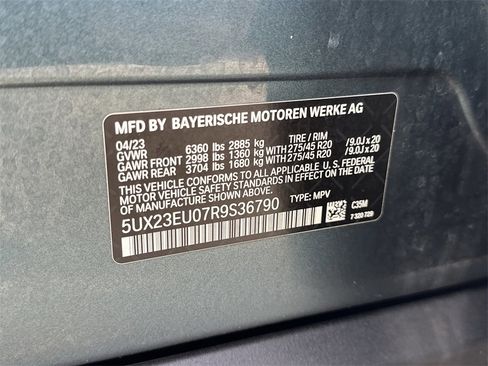 MFD BY BAYERISCHE MOTOREN WERKE AG
04/23 TIRE / RIM
GVWR 6360 lbs 2885 kg
GAWR FRONT 2998 lbs 1360 kg WITH 275/45 R20 /9.0J x 20
GAWR REAR 3704 lbs 1680 kg WITH 275/45 R20 /9.0J x 20
THIS VEHICLE CONFORMS TO ALL APPLICABLE U.S. FEDERAL
MOTOR VEHICLE SAFETY STANDARDS IN EFFECT ON THE DATE OF
MANUFACTURE SHOWN ABOVE.
5UX23EU07R9S36790 TYPE: MPV
C35M
7 320 729